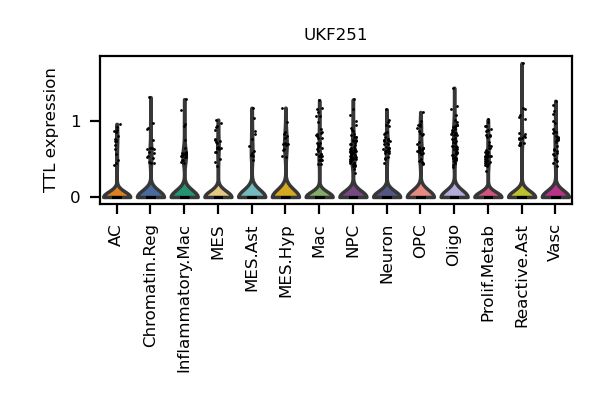 UKF251
TTL expression
1
0
AC
Chromatin.Reg
Inflammatory.Mac
MES
MES.Ast
MES.Hyp
Mac
NPC
Neuron
OPC
Oligo
Prolif.Metab
Reactive.Ast
Vasc